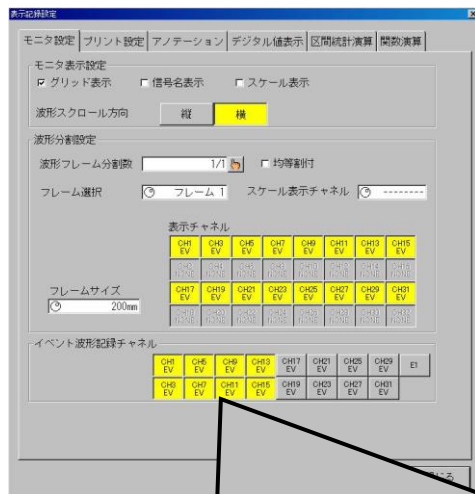 表示記録設定
モニタ設定 プリント設定 アノテーション デジタル値表示 区間統計演算 関数演算
モニタ表示設定
グリッド表示 信号名表示 スケール表示
波形スクロール方向 縦 横
波形分割設定
波形フレーム分割数 1/1 均等割付
フレーム選択 フレーム 1 スケール表示チャネル --------
表示チャネル
CH1 CH3 CH5 CH7 CH9 CH11 CH13 CH15
EV EV EV EV EV EV EV EV
CH17 CH19 CH21 CH23 CH25 CH27 CH29 CH31
EV EV EV EV EV EV EV EV
フレームサイズ
200mm
イベント波形記録チャネル
CH1 CH5 CH9 CH13 CH17 CH21 CH25 CH29 E1
EV EV EV EV EV EV EV EV
CH3 CH7 CH11 CH15 CH19 CH23 CH27 CH31
EV EV EV EV EV EV EV EV